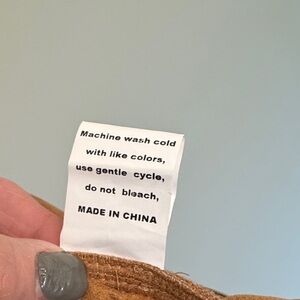 Machine wash cold
with like colors,
use gentle cycle,
do not bleach,
MADE IN CHINA